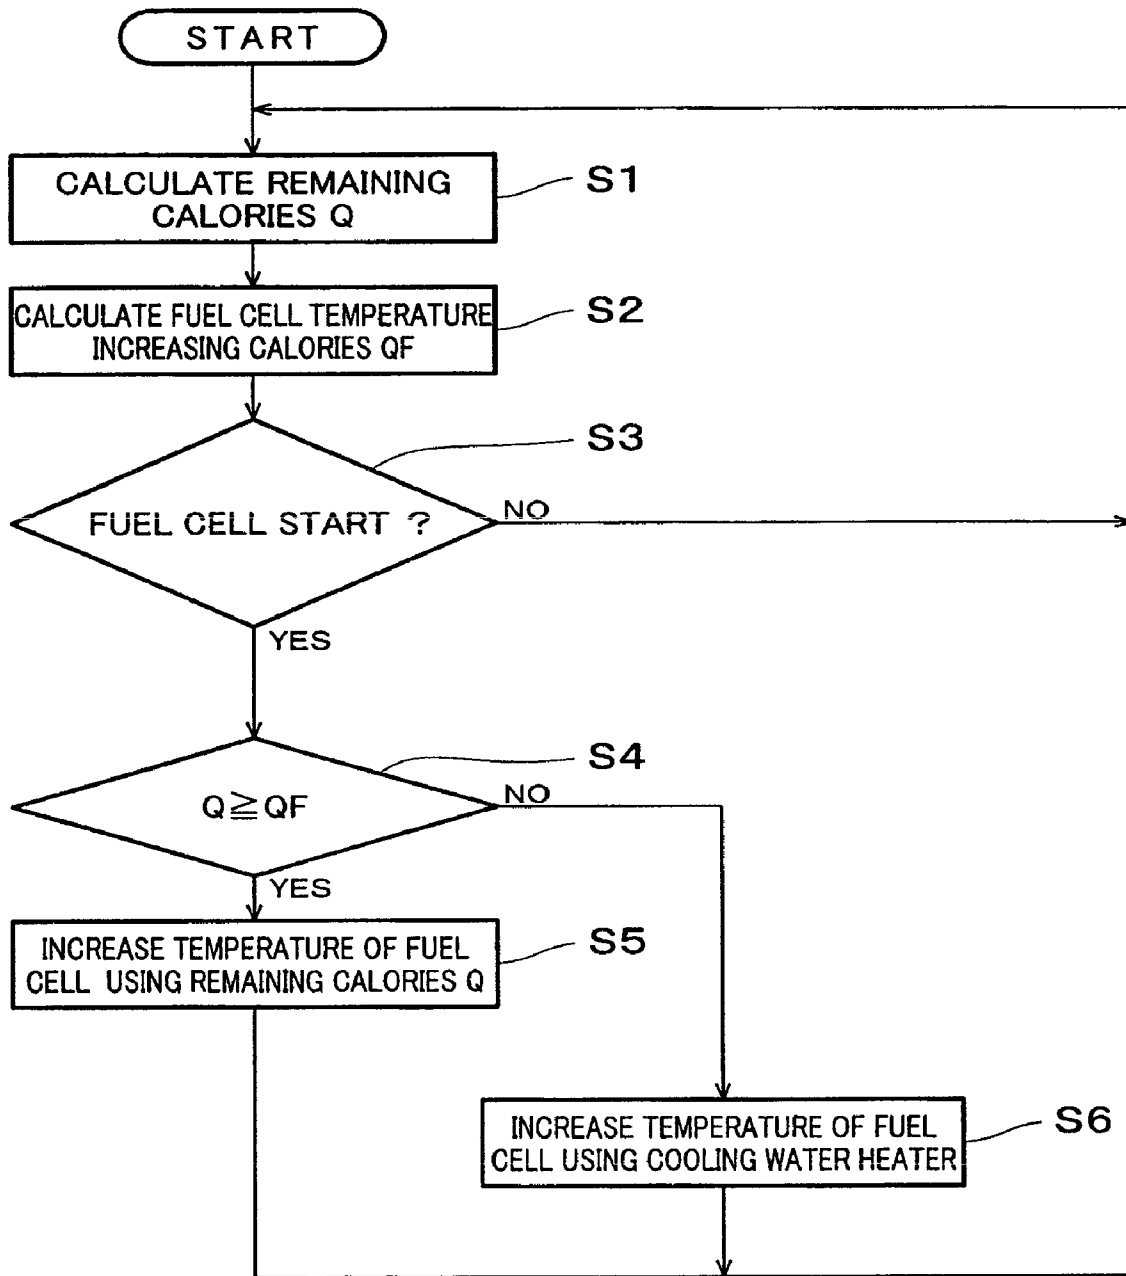 START
CALCULATE REMAINING
CALORIES Q
S1
CALCULATE FUEL CELL TEMPERATURE
INCREASING CALORIES QF
S2
FUEL CELL START ?
S3
NO
YES
Q≧QF
S4
NO
YES
INCREASE TEMPERATURE OF FUEL
CELL USING REMAINING CALORIES Q
S5
INCREASE TEMPERATURE OF FUEL
CELL USING COOLING WATER HEATER
S6